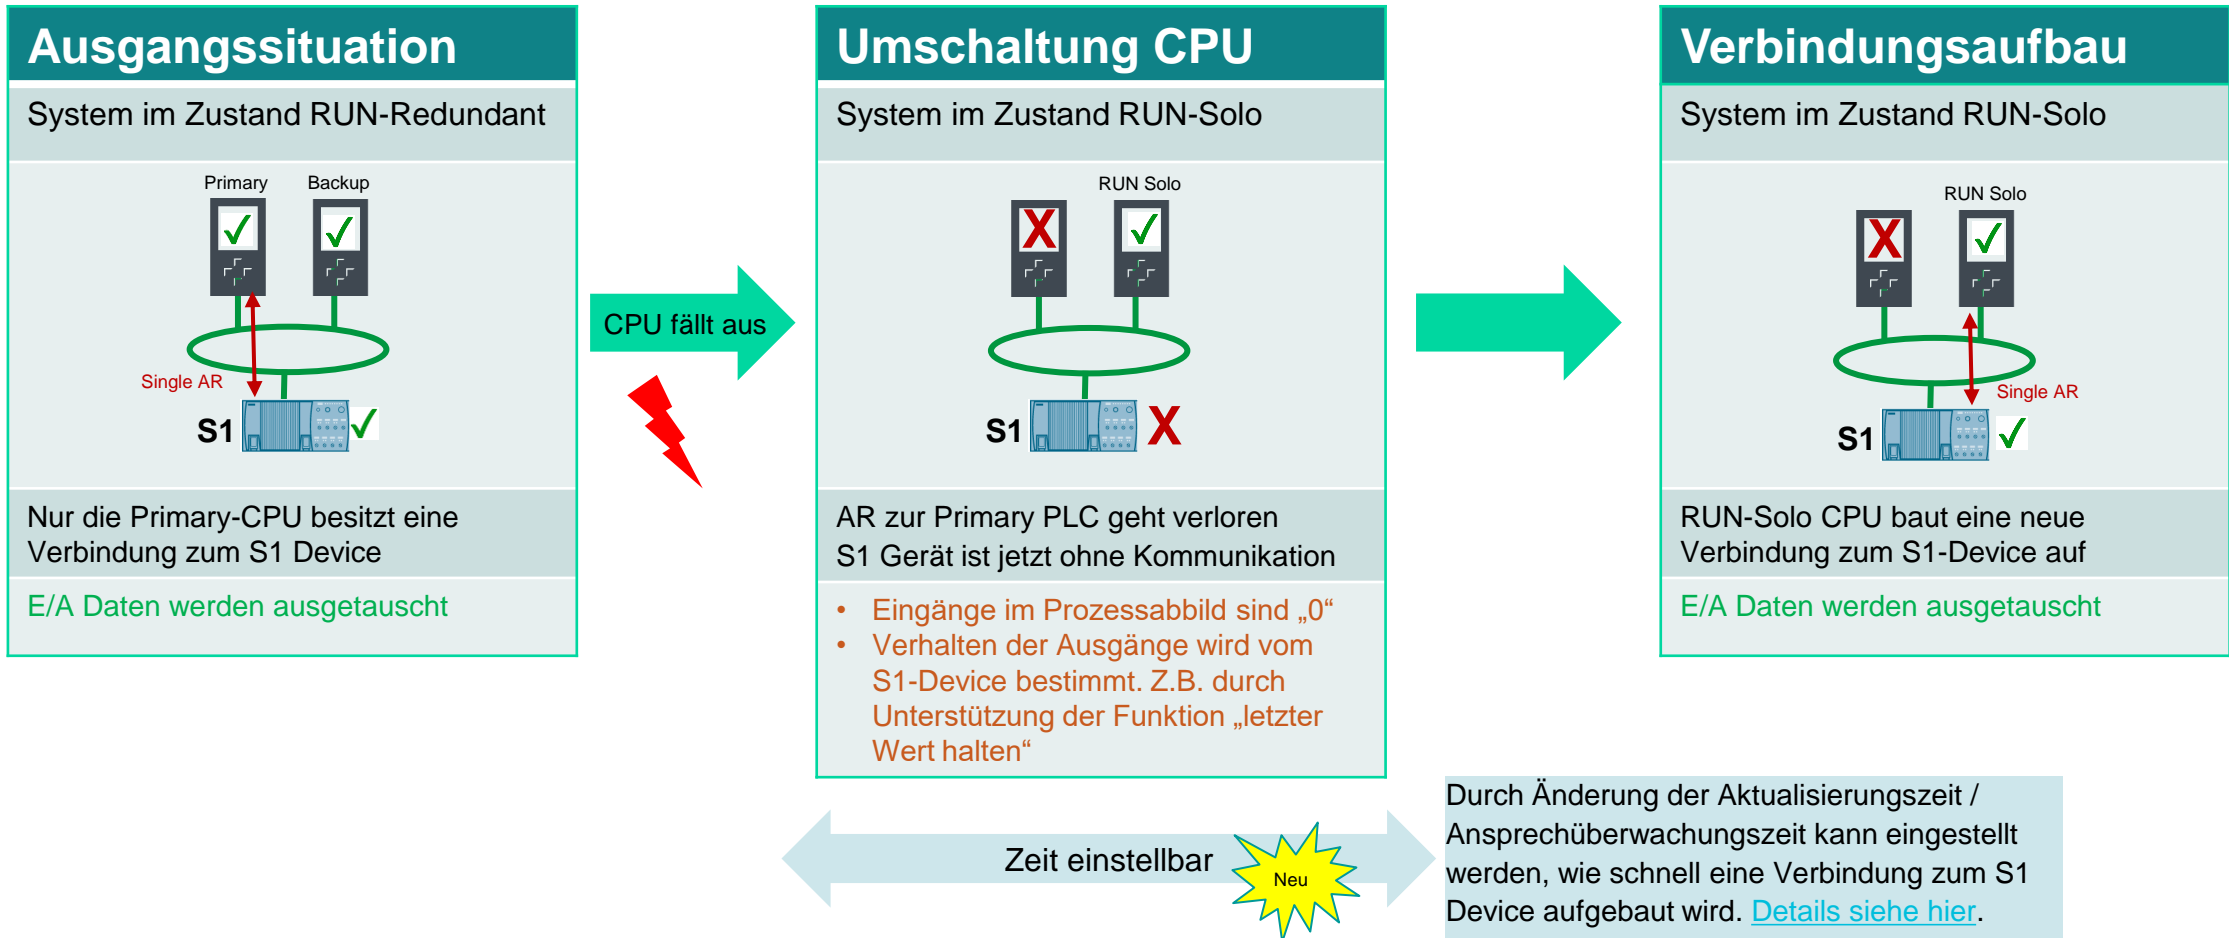 Ausgangssituation
System im Zustand RUN-Redundant
Primary
Backup
Single AR
S1
Nur die Primary-CPU besitzt eine
Verbindung zum S1 Device
E/A Daten werden ausgetauscht
CPU fällt aus
Umschaltung CPU
System im Zustand RUN-Solo
RUN Solo
X
S1
X
AR zur Primary PLC geht verloren
S1 Gerät ist jetzt ohne Kommunikation
• Eingänge im Prozessabbild sind „0“
• Verhalten der Ausgänge wird vom
S1-Device bestimmt. Z.B. durch
Unterstützung der Funktion „letzter
Wert halten“
Verbindungsaufbau
System im Zustand RUN-Solo
RUN Solo
X
Single AR
S1
RUN-Solo CPU baut eine neue
Verbindung zum S1-Device auf
E/A Daten werden ausgetauscht
Zeit einstellbar
Neu
Durch Änderung der Aktualisierungszeit /
Ansprechüberwachungszeit kann eingestellt
werden, wie schnell eine Verbindung zum S1
Device aufgebaut wird. Details siehe hier.